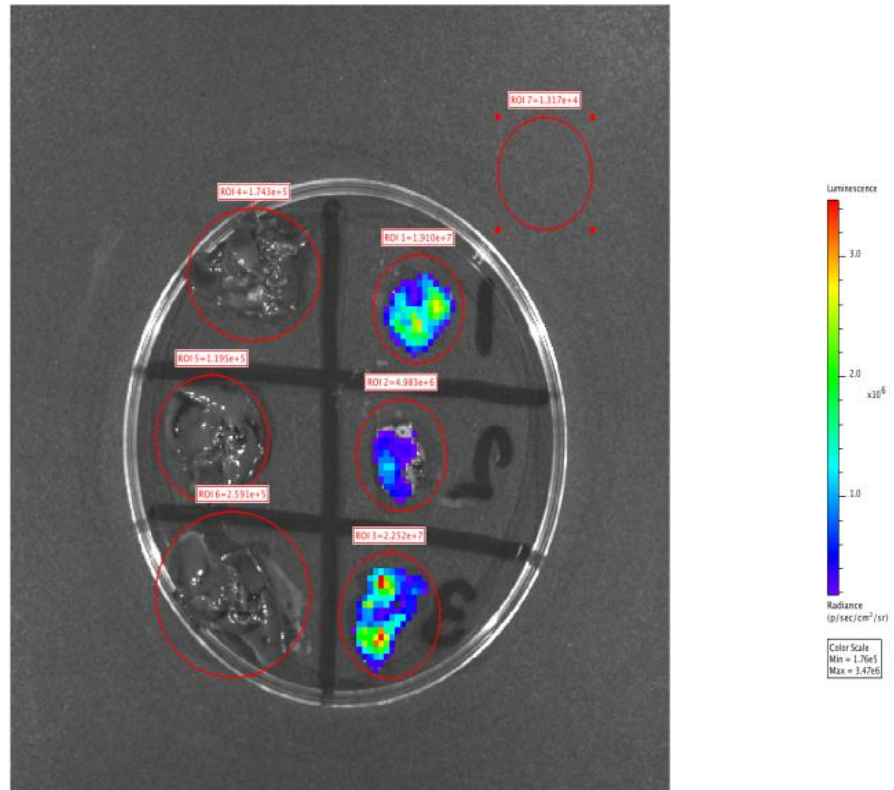 ROI 7=1.317e+4
ROI 4=1.743e+5
ROI 1=1.910e+7
1
ROI 5=1.195e+5
ROI 2=4.983e+6
2
ROI 6=2.591e+5
ROI 3=2.252e+7
3
Luminescence
3.0
2.0
x10⁶
1.0
Radiance
(p/sec/cm²/sr)
Color Scale
Min = 1.76e5
Max = 3.47e6